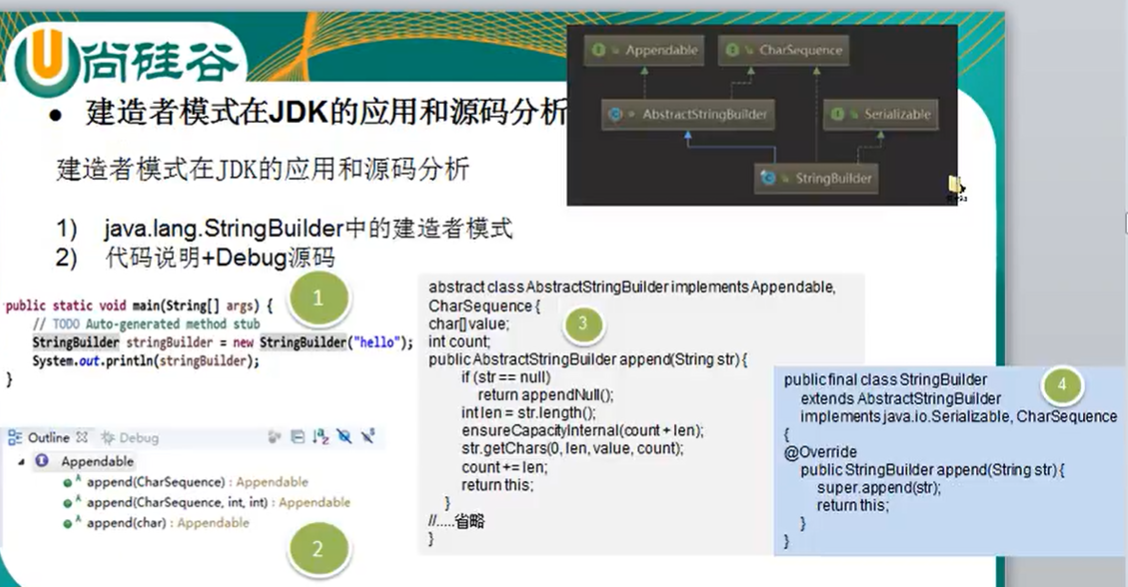 尚硅谷
• 建造者模式在JDK的应用和源码分析
建造者模式在JDK的应用和源码分析
1) java.lang.StringBuilder中的建造者模式
2) 代码说明+Debug源码
Appendable
CharSequence
AbstractStringBuilder
Serializable
StringBuilder
1
public static void main(String[] args) {
// TODO Auto-generated method stub
StringBuilder stringBuilder = new StringBuilder("hello");
System.out.println(stringBuilder);
}
Outline
Debug
Appendable
append(CharSequence) : Appendable
append(CharSequence, int, int) : Appendable
append(char) : Appendable
2
3
abstract class AbstractStringBuilder implements Appendable,
CharSequence {
char[] value;
int count;
public AbstractStringBuilder append(String str) {
if (str == null)
return appendNull();
int len = str.length();
ensureCapacityInternal(count + len);
str.getChars(0, len, value, count);
count += len;
return this;
}
//.....省略
}
4
public final class StringBuilder
extends AbstractStringBuilder
implements java.io.Serializable, CharSequence
{
@Override
public StringBuilder append(String str) {
super.append(str);
return this;
}
}